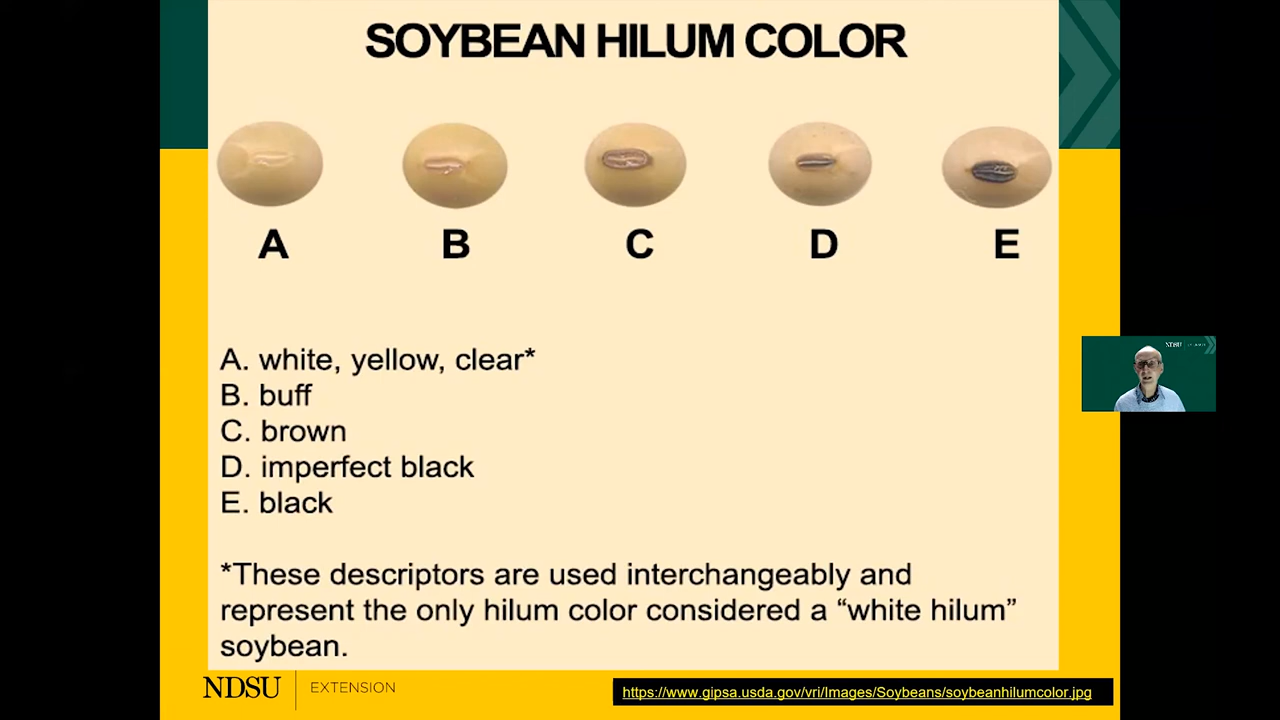 SOYBEAN HILUM COLOR
A B C D E
A. white, yellow, clear*
B. buff
C. brown
D. imperfect black
E. black
*These descriptors are used interchangeably and
represent the only hilum color considered a “white hilum”
soybean.
NDSU
NDSU EXTENSION
https://www.gipsa.usda.gov/vri/Images/Soybeans/soybeanhilumcolor.jpg